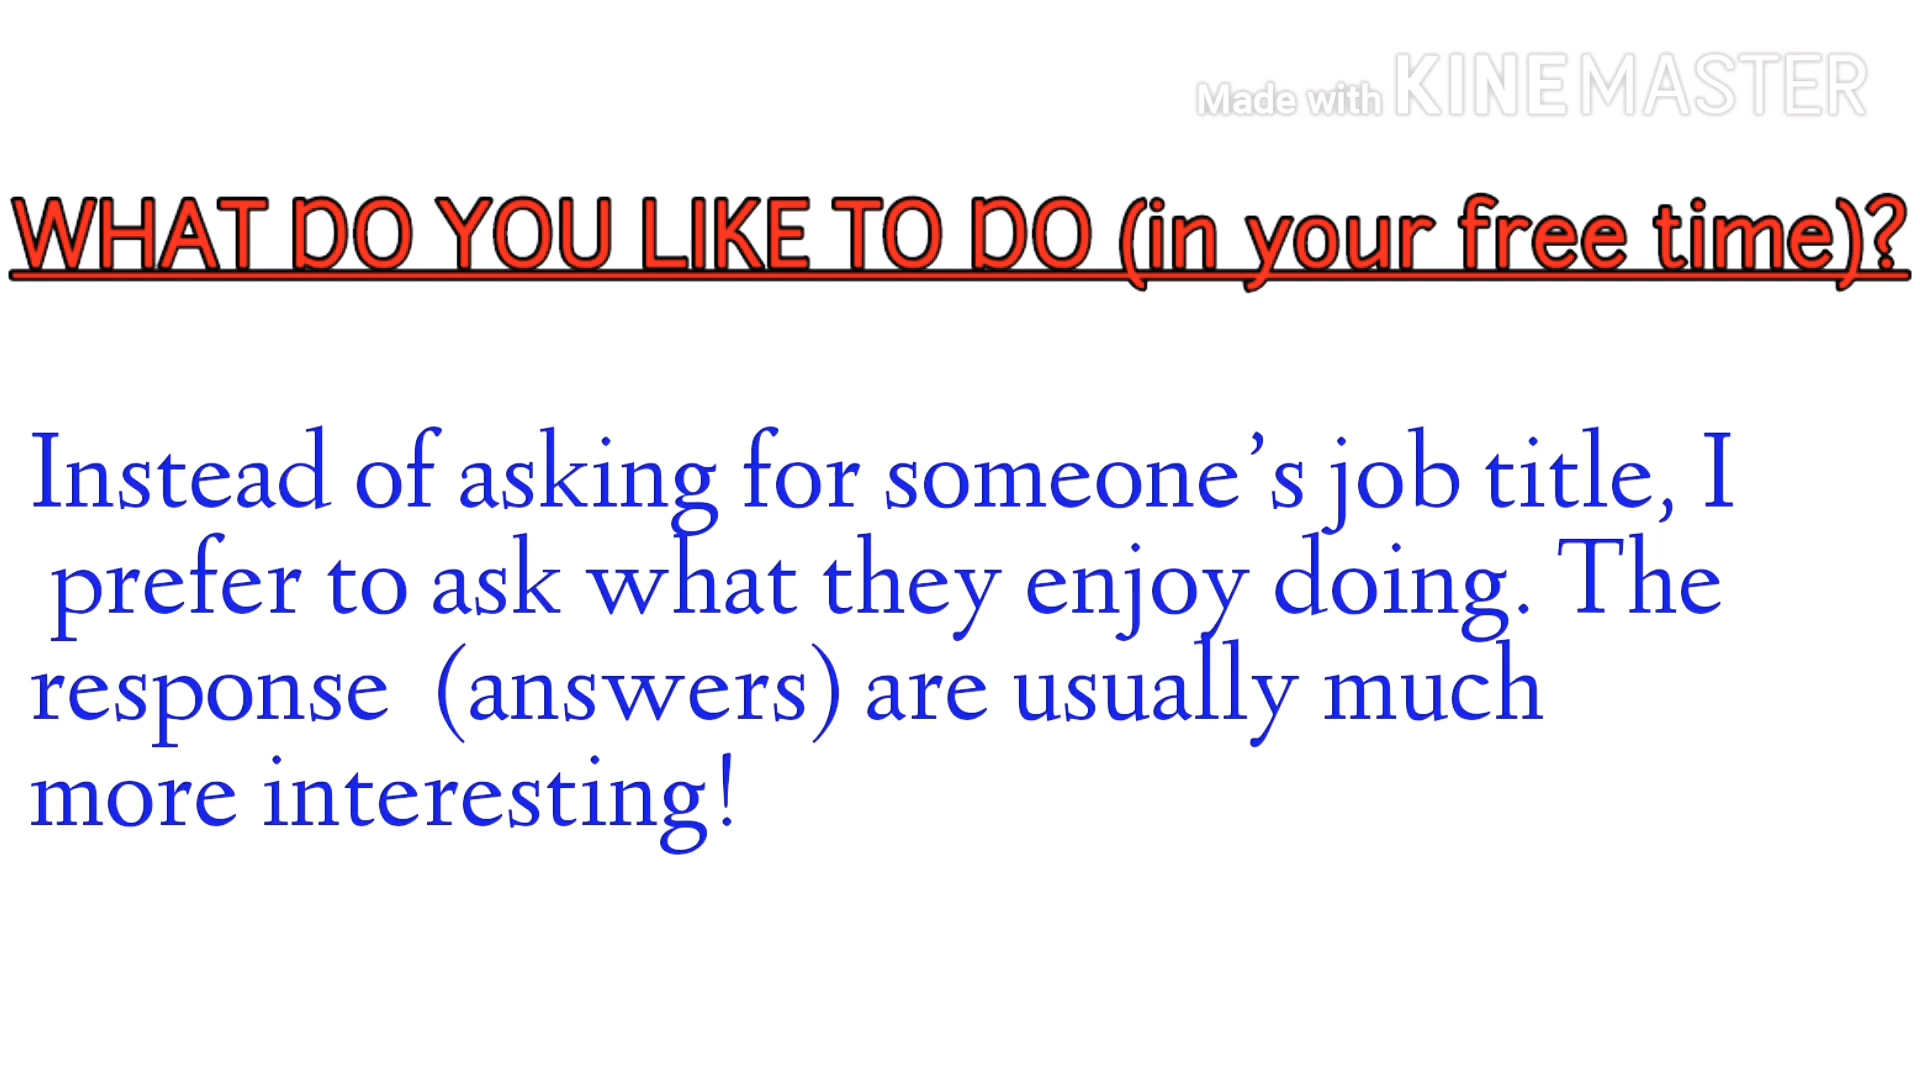 Made with KINEMASTER
WHAT DO YOU LIKE TO DO (in your free time)?
Instead of asking for someone’s job title, I
prefer to ask what they enjoy doing. The
response (answers) are usually much
more interesting!